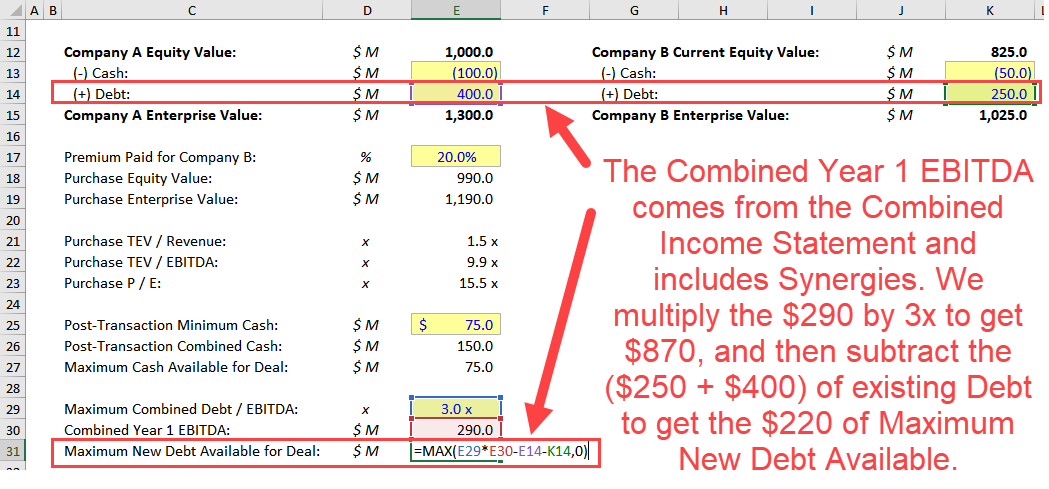 A B C D E F G H I J K L
11
12 Company A Equity Value: $ M 1,000.0 Company B Current Equity Value: $ M 825.0
13 (-) Cash: $ M (100.0) (-) Cash: $ M (50.0)
14 (+) Debt: $ M 400.0 (+) Debt: $ M 250.0
15 Company A Enterprise Value: $ M 1,300.0 Company B Enterprise Value: $ M 1,025.0
16
17 Premium Paid for Company B: % 20.0%
18 Purchase Equity Value: $ M 990.0
19 Purchase Enterprise Value: $ M 1,190.0
20
21 Purchase TEV / Revenue: x 1.5 x
22 Purchase TEV / EBITDA: x 9.9 x
23 Purchase P / E: x 15.5 x
24
25 Post-Transaction Minimum Cash: $ M $ 75.0
26 Post-Transaction Combined Cash: $ M 150.0
27 Maximum Cash Available for Deal: $ M 75.0
28
29 Maximum Combined Debt / EBITDA: x 3.0 x
30 Combined Year 1 EBITDA: $ M 290.0
31 Maximum New Debt Available for Deal: $ M =MAX(E29*E30-E14-K14,0)
The Combined Year 1 EBITDA
comes from the Combined
Income Statement and
includes Synergies. We
multiply the $290 by 3x to get
$870, and then subtract the
($250 + $400) of existing Debt
to get the $220 of Maximum
New Debt Available.